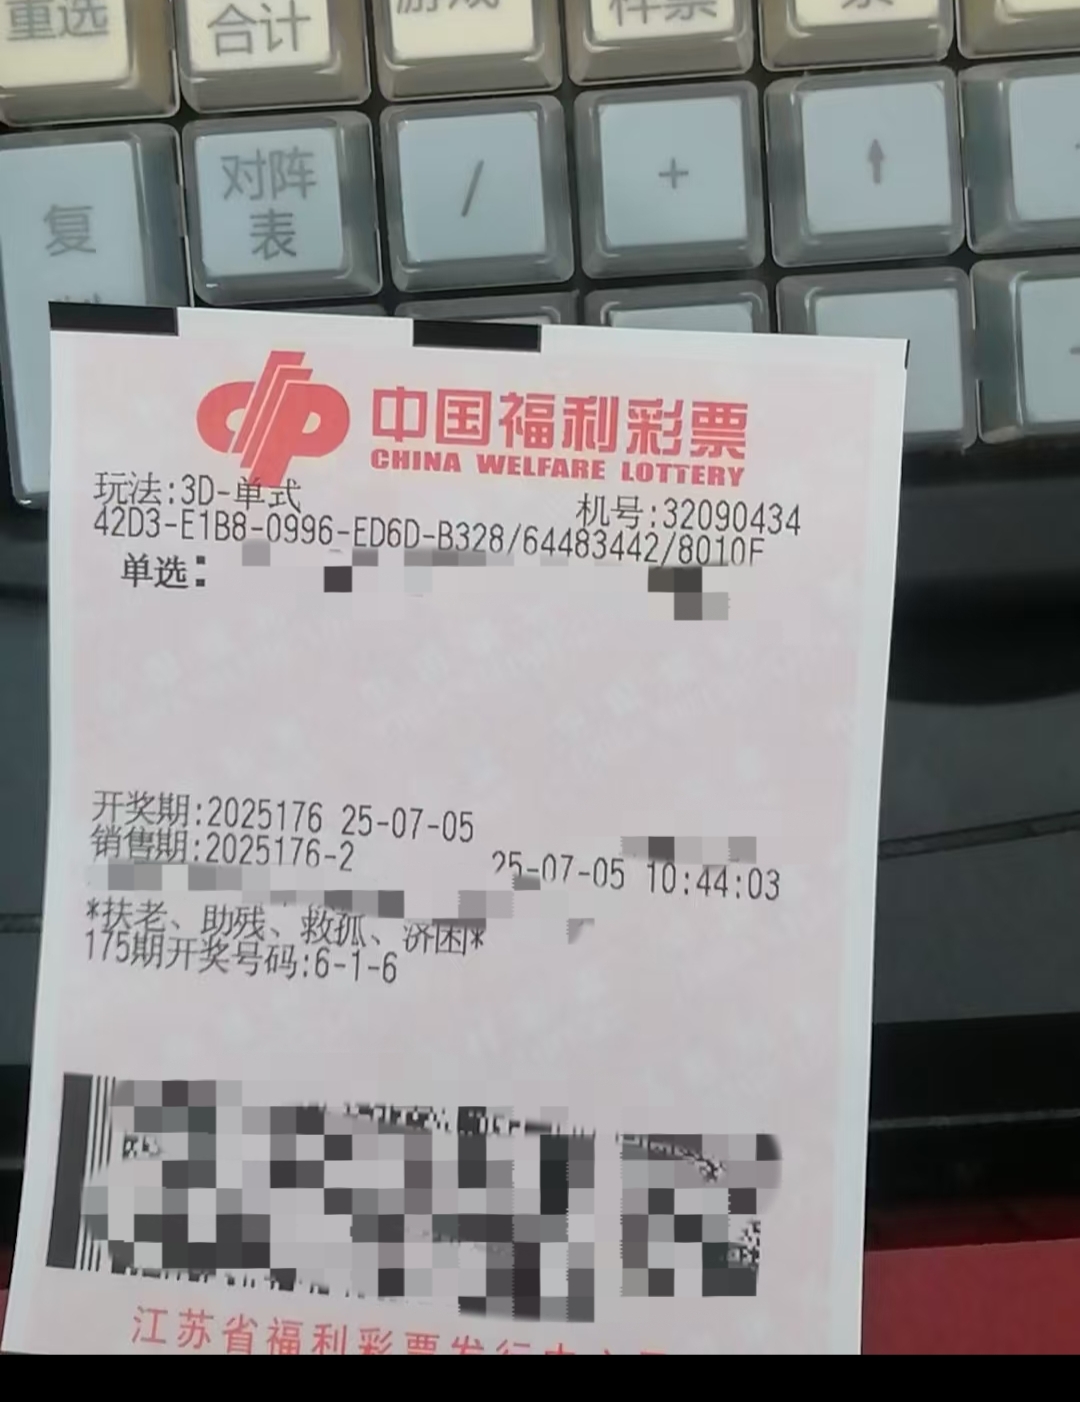 重选 合计
复 对阵表 / + ↑
中国福利彩票
CHINA WELFARE LOTTERY
玩法:3D-单式 机号:32090434
42D3-E1B8-0996-ED6D-B328/64483442/8010F
单选:
开奖期:2025176 25-07-05
销售期:2025176-2 25-07-05 10:44:03
*扶老、助残、救孤、济困*
175期开奖号码:6-1-6
江苏省福利彩票发行中心